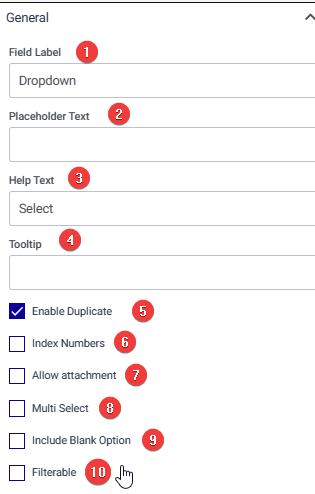 General
Field Label 1
Dropdown
Placeholder Text 2
Help Text 3
Select
Tooltip 4
Enable Duplicate 5
Index Numbers 6
Allow attachment 7
Multi Select 8
Include Blank Option 9
Filterable 10